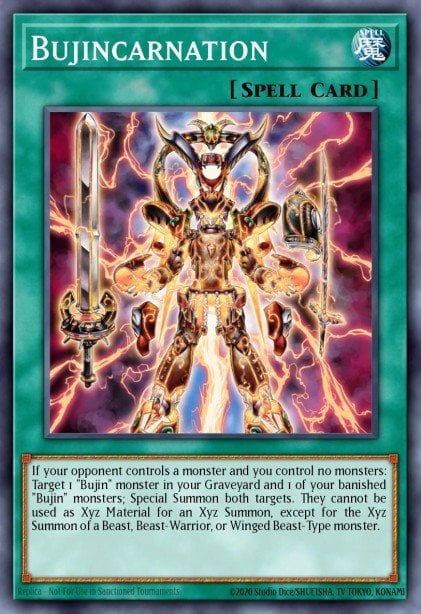 BUJINCARNATION
SPELL
魔
[ SPELL CARD ]
If your opponent controls a monster and you control no monsters:
Target 1 "Bujin" monster in your Graveyard and 1 of your banished
"Bujin" monsters; Special Summon both targets. They cannot be
used as Xyz Material for an Xyz Summon, except for the Xyz
Summon of a Beast, Beast-Warrior, or Winged Beast-Type monster.
Replica - Not For Use in Sanctioned Tournaments
©2020 Studio Dice/SHUEISHA, TV TOKYO, KONAMI